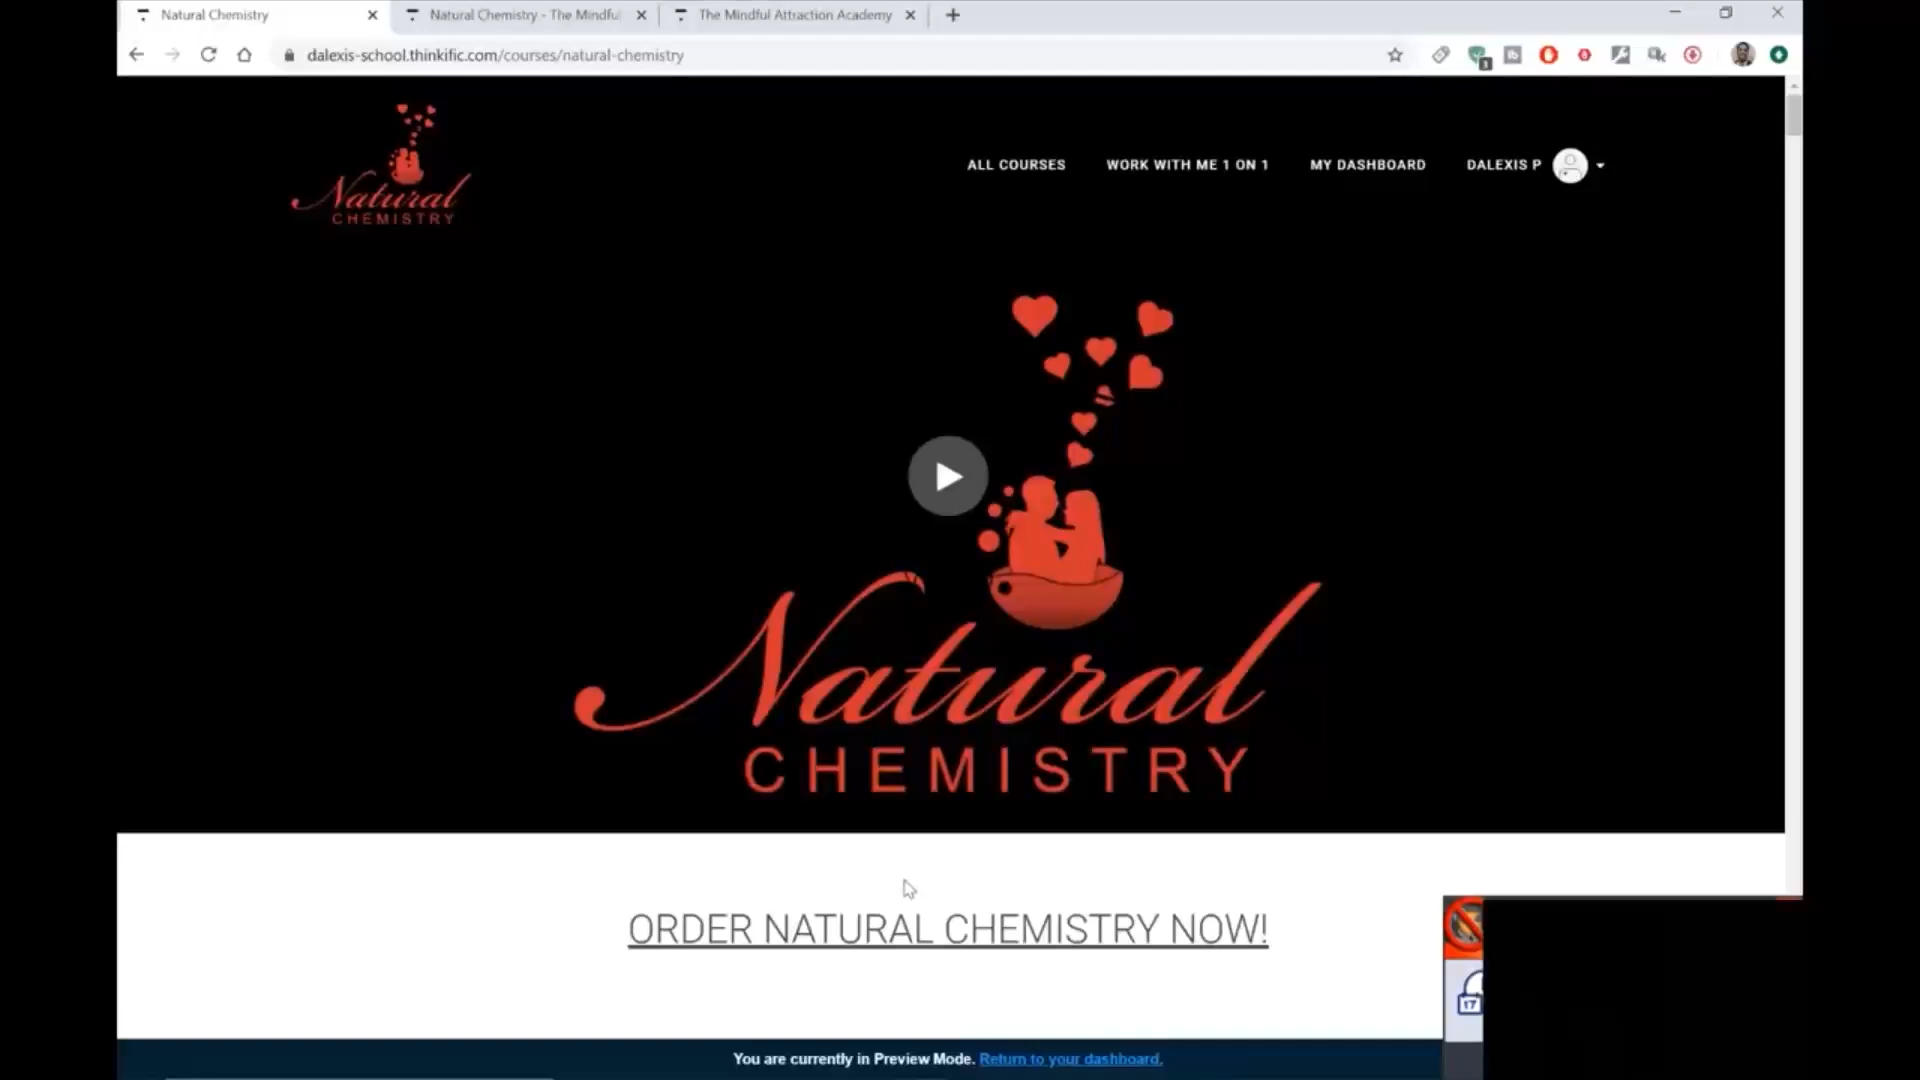 Natural Chemistry
Natural Chemistry - The Mindful
The Mindful Attraction Academy
dalexis-school.thinkific.com/courses/natural-chemistry
1
Natural
CHEMISTRY
ALL COURSES
WORK WITH ME 1 ON 1
MY DASHBOARD
DALEXIS P
Natural
CHEMISTRY
ORDER NATURAL CHEMISTRY NOW!
17
You are currently in Preview Mode. Return to your dashboard.